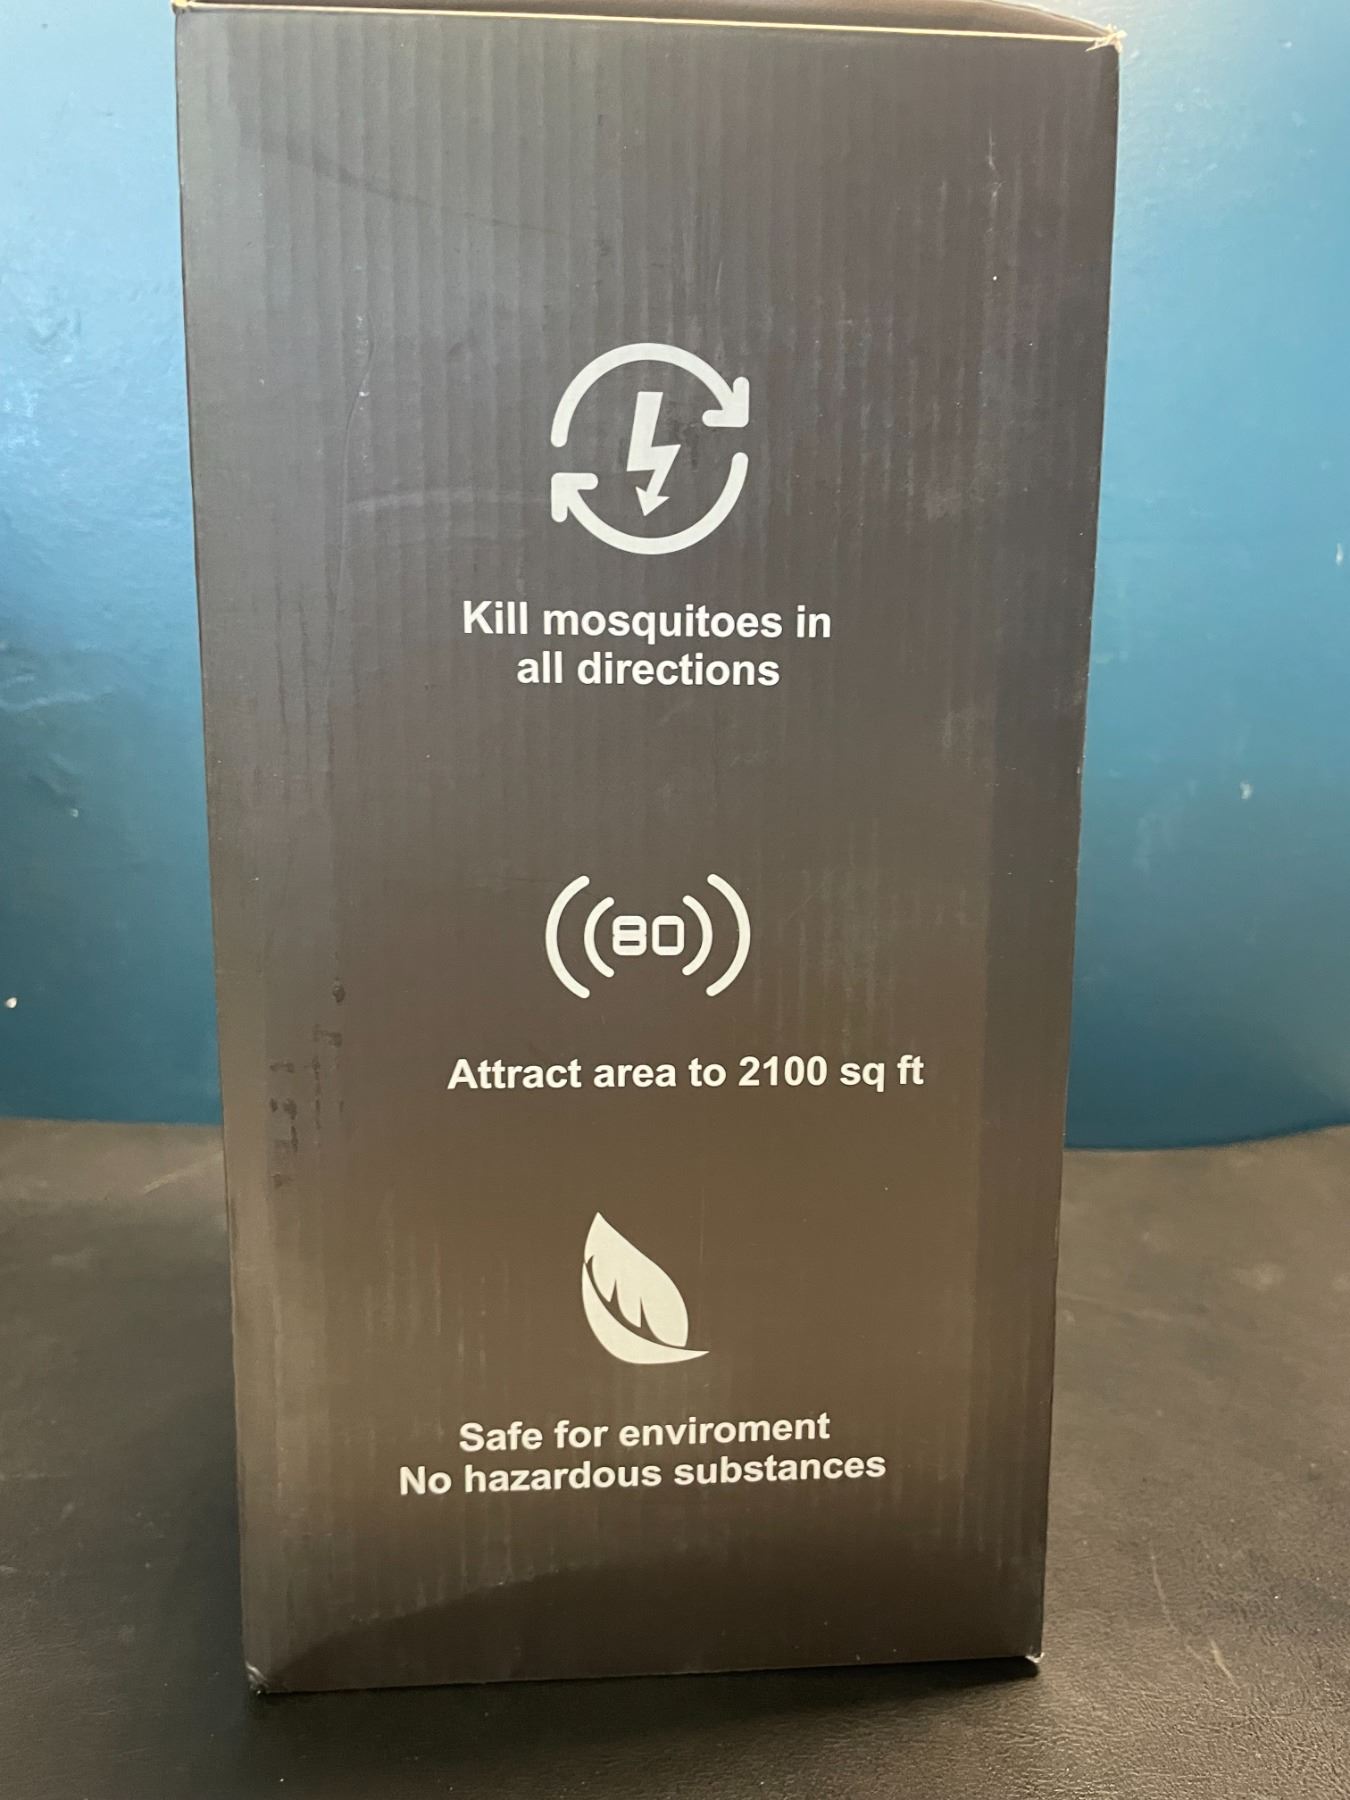 Kill mosquitoes in
all directions
80
Attract area to 2100 sq ft
Safe for enviroment
No hazardous substances